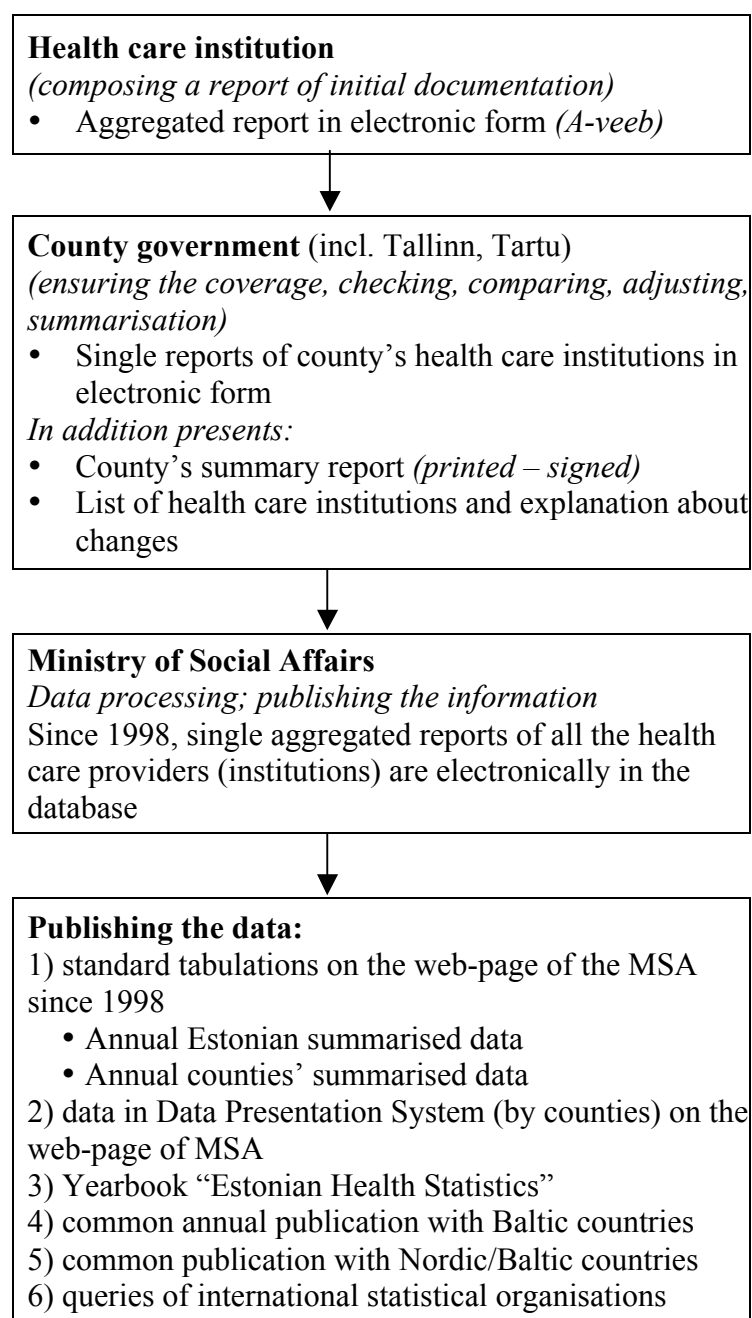 Health care institution
(composing a report of initial documentation)
• Aggregated report in electronic form (A-veeb)
County government (incl. Tallinn, Tartu)
(ensuring the coverage, checking, comparing, adjusting,
summarisation)
• Single reports of county’s health care institutions in
electronic form
In addition presents:
• County’s summary report (printed – signed)
• List of health care institutions and explanation about
changes
Ministry of Social Affairs
Data processing; publishing the information
Since 1998, single aggregated reports of all the health
care providers (institutions) are electronically in the
database
Publishing the data:
1) standard tabulations on the web-page of the MSA
since 1998
• Annual Estonian summarised data
• Annual counties’ summarised data
2) data in Data Presentation System (by counties) on the
web-page of MSA
3) Yearbook “Estonian Health Statistics”
4) common annual publication with Baltic countries
5) common publication with Nordic/Baltic countries
6) queries of international statistical organisations